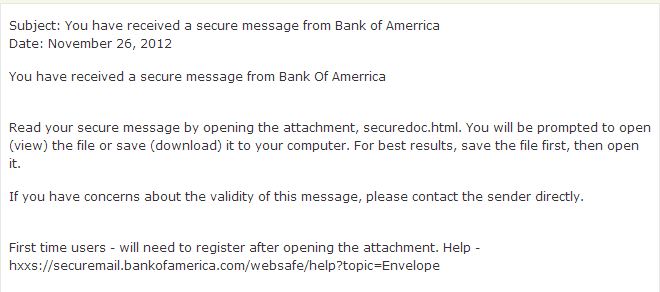 Subject: You have received a secure message from Bank of Amerrica
Date: November 26, 2012
You have received a secure message from Bank Of Amerrica
Read your secure message by opening the attachment, securedoc.html. You will be prompted to open
(view) the file or save (download) it to your computer. For best results, save the file first, then open
it.
If you have concerns about the validity of this message, please contact the sender directly.
First time users - will need to register after opening the attachment. Help -
hxxs://securemail.bankofamerica.com/websafe/help?topic=Envelope